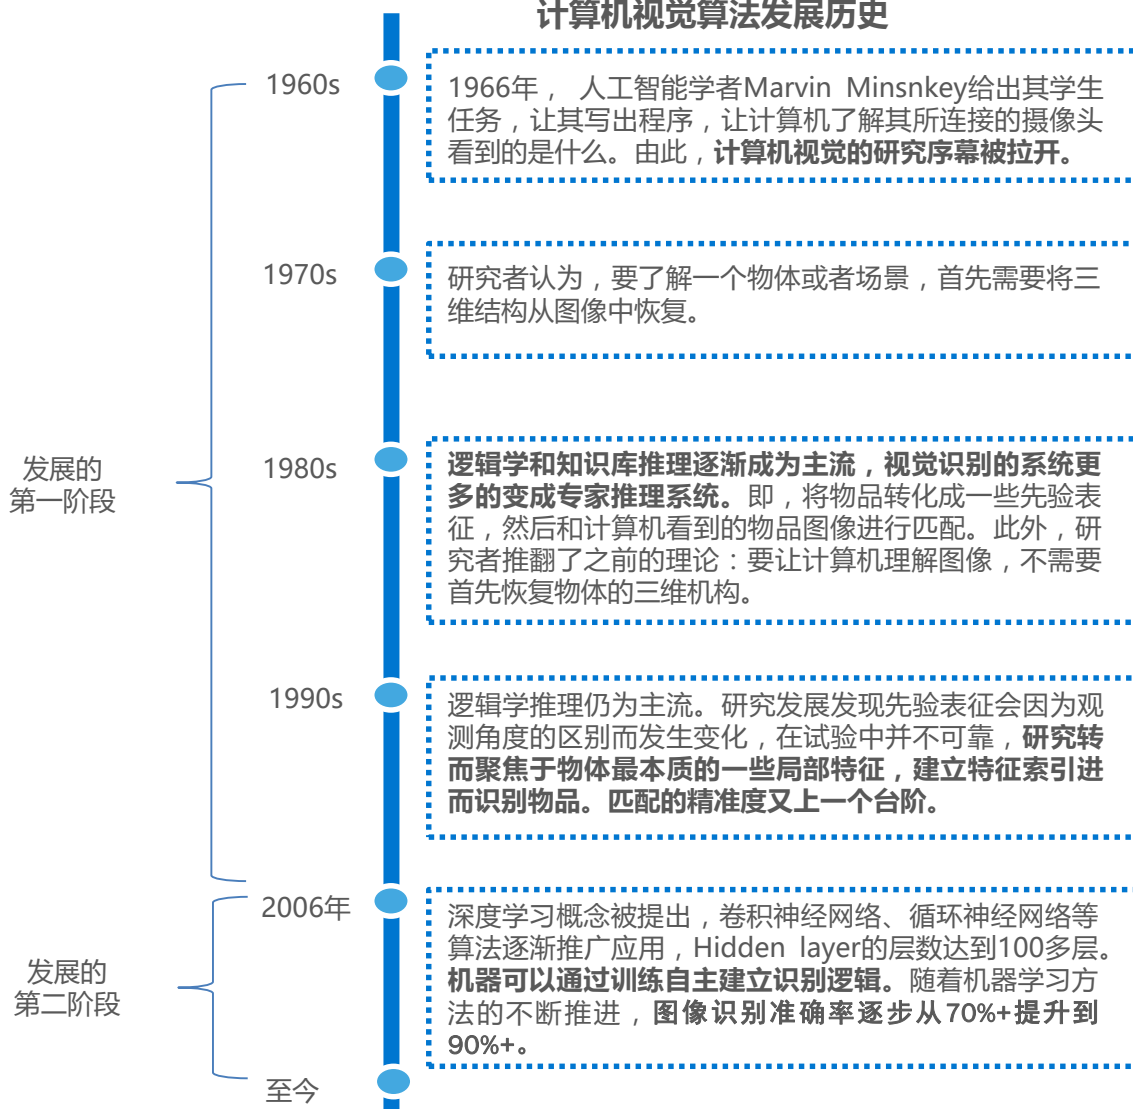 计算机视觉算法发展历史
1960s
1966年， 人工智能学者Marvin Minsnkey给出其学生
任务，让其写出程序，让计算机了解其所连接的摄像头
看到的是什么。由此，计算机视觉的研究序幕被拉开。
1970s
研究者认为，要了解一个物体或者场景，首先需要将三
维结构从图像中恢复。
发展的
第一阶段
1980s
逻辑学和知识库推理逐渐成为主流，视觉识别的系统更
多的变成专家推理系统。即，将物品转化成一些先验表
征，然后和计算机看到的物品图像进行匹配。此外，研
究者推翻了之前的理论：要让计算机理解图像，不需要
首先恢复物体的三维机构。
1990s
逻辑学推理仍为主流。研究发展发现先验表征会因为观
测角度的区别而发生变化，在试验中并不可靠，研究转
而聚焦于物体最本质的一些局部特征，建立特征索引进
而识别物品。匹配的精准度又上一个台阶。
2006年
深度学习概念被提出，卷积神经网络、循环神经网络等
算法逐渐推广应用，Hidden layer的层数达到100多层。
机器可以通过训练自主建立识别逻辑。随着机器学习方
法的不断推进，图像识别准确率逐步从70%+提升到
90%+。
发展的
第二阶段
至今